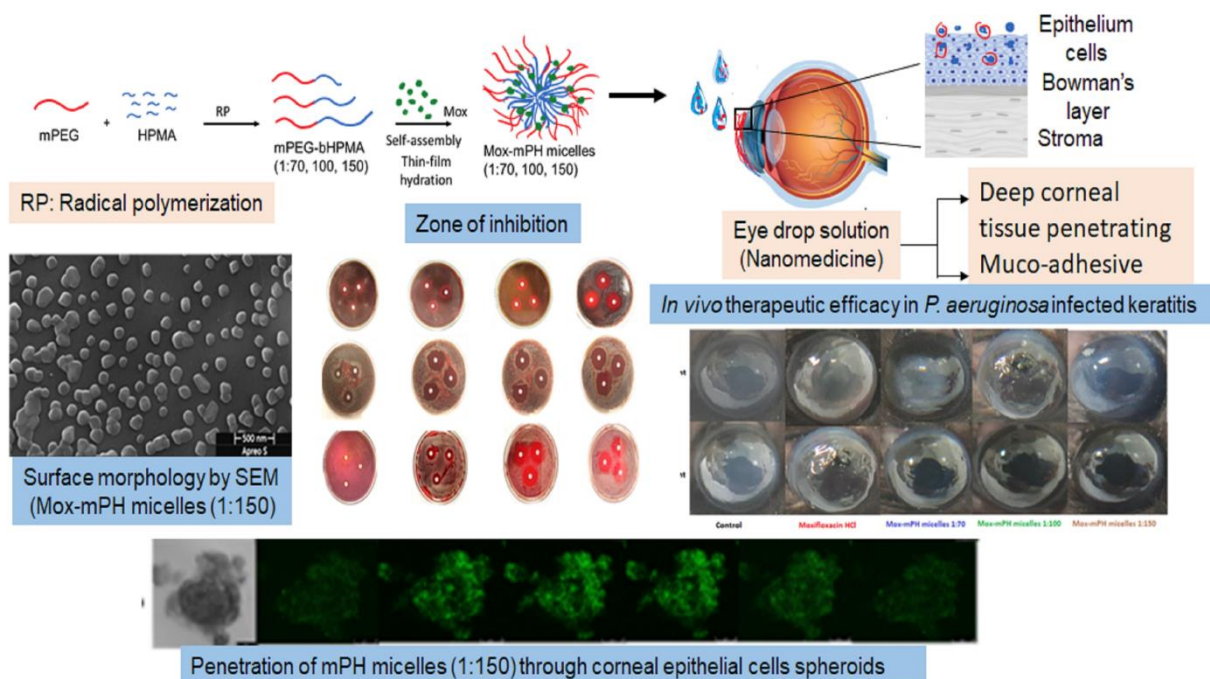 mPEG
+
HPMA
RP
mPEG-bHPMA
(1:70, 100, 150)
Mox
Self-assembly
Thin-film
hydration
Mox-mPH micelles
(1:70, 100, 150)
Epithelium
cells
Bowman's
layer
Stroma
RP: Radical polymerization
Zone of inhibition
Eye drop solution
(Nanomedicine)
Deep corneal
tissue penetrating
Muco-adhesive
500 nm
Apreo S
Surface morphology by SEM
(Mox-mPH micelles (1:150)
In vivo therapeutic efficacy in P. aeruginosa infected keratitis
Control
Moxifloxacin HCl
Mox-mPH micelles 1:70
Mox-mPH micelles 1:100
Mox-mPH micelles 1:150
Penetration of mPH micelles (1:150) through corneal epithelial cells spheroids